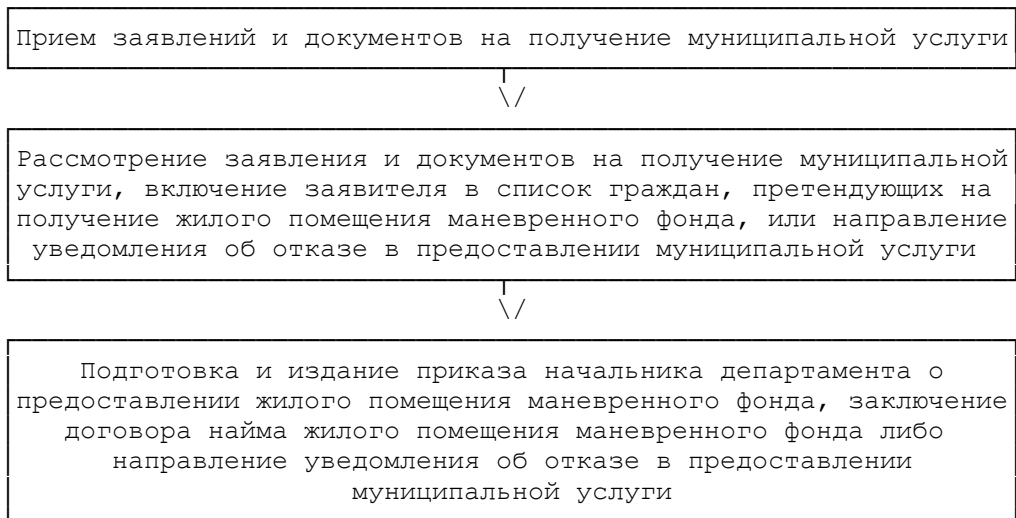 Прием заявлений и документов на получение муниципальной услуги
\/
Рассмотрение заявления и документов на получение муниципальной
услуги, включение заявителя в список граждан, претендующих на
получение жилого помещения маневренного фонда, или направление
уведомления об отказе в предоставлении муниципальной услуги
\/
Подготовка и издание приказа начальника департамента о
предоставлении жилого помещения маневренного фонда, заключение
договора найма жилого помещения маневренного фонда либо
направление уведомления об отказе в предоставлении
муниципальной услуги